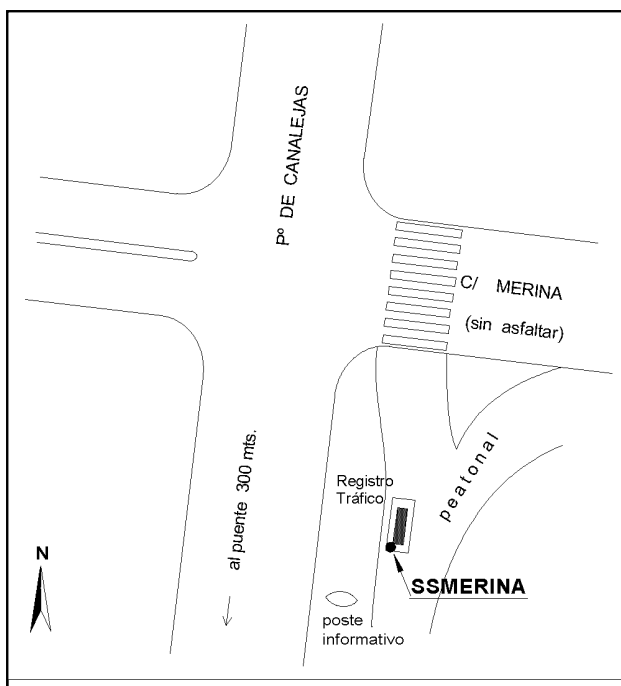 Pº DE CANALEJAS
C/ MERINA
(sin asfaltar)
peatonal
al puente 300 mts.
Registro
Tráfico
N
SSMERINA
poste
informativo